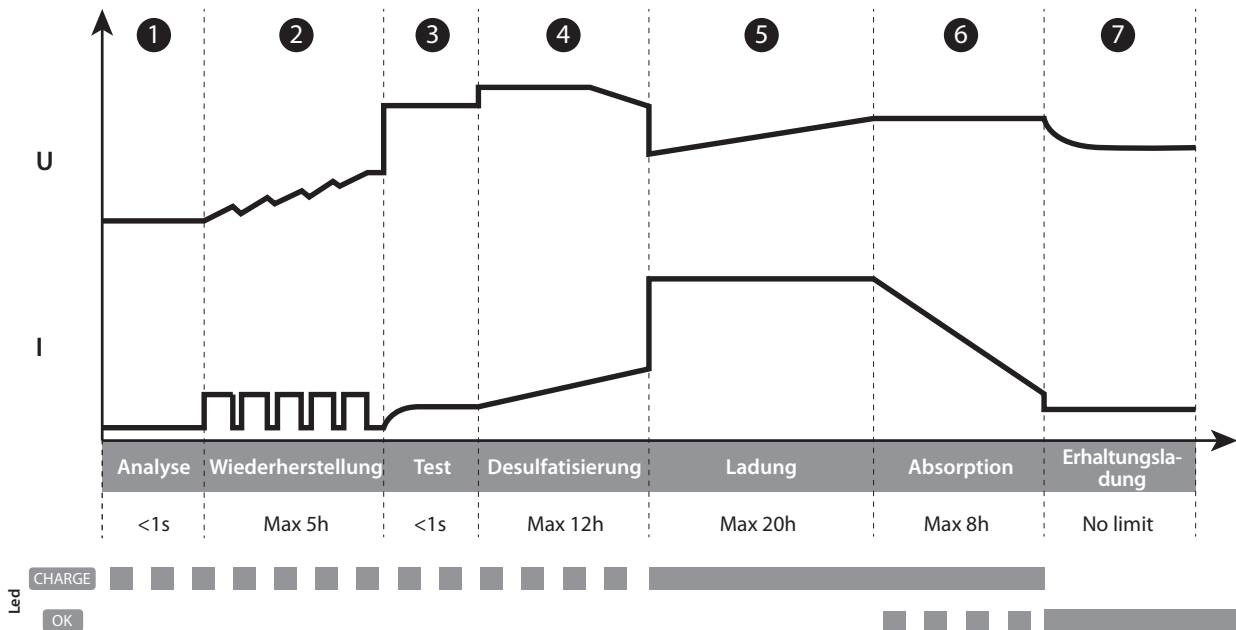 1 2 3 4 5 6 7
U
I
Analyse Wiederherstellung Test Desulfatisierung Ladung Absorption Erhaltungsla-
dung
<1s Max 5h <1s Max 12h Max 20h Max 8h No limit
Led
CHARGE
OK